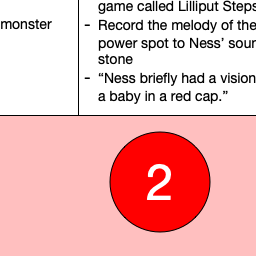 game called Lilliput Steps
monster
- Record the melody of the
power spot to Ness’ sour
stone
- “Ness briefly had a vision
a baby in a red cap.”
2